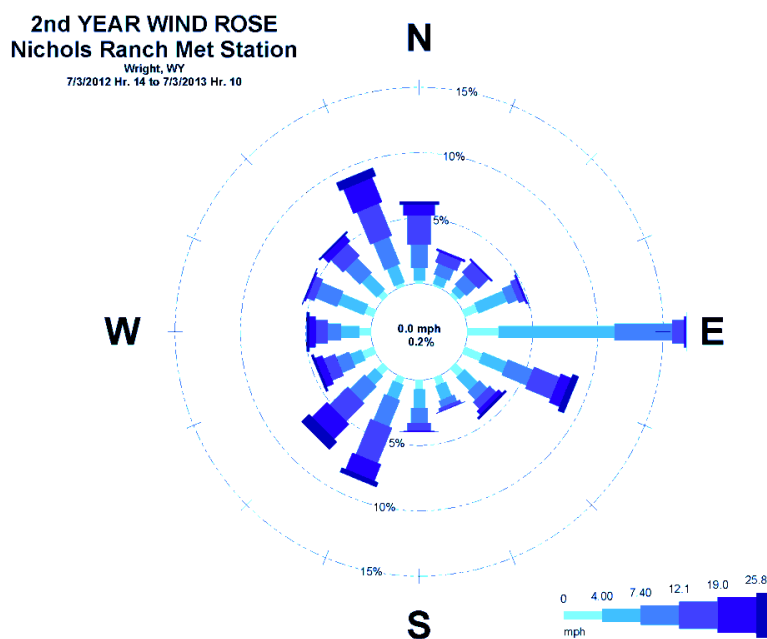 2nd YEAR WIND ROSE
Nichols Ranch Met Station
Wright, WY
7/3/2012 Hr. 14 to 7/3/2013 Hr. 10
N
15%
10%
5%
W
0.0 mph
0.2%
E
5%
10%
15%
S
0 4.00 7.40 12.1 19.0 25.8
mph